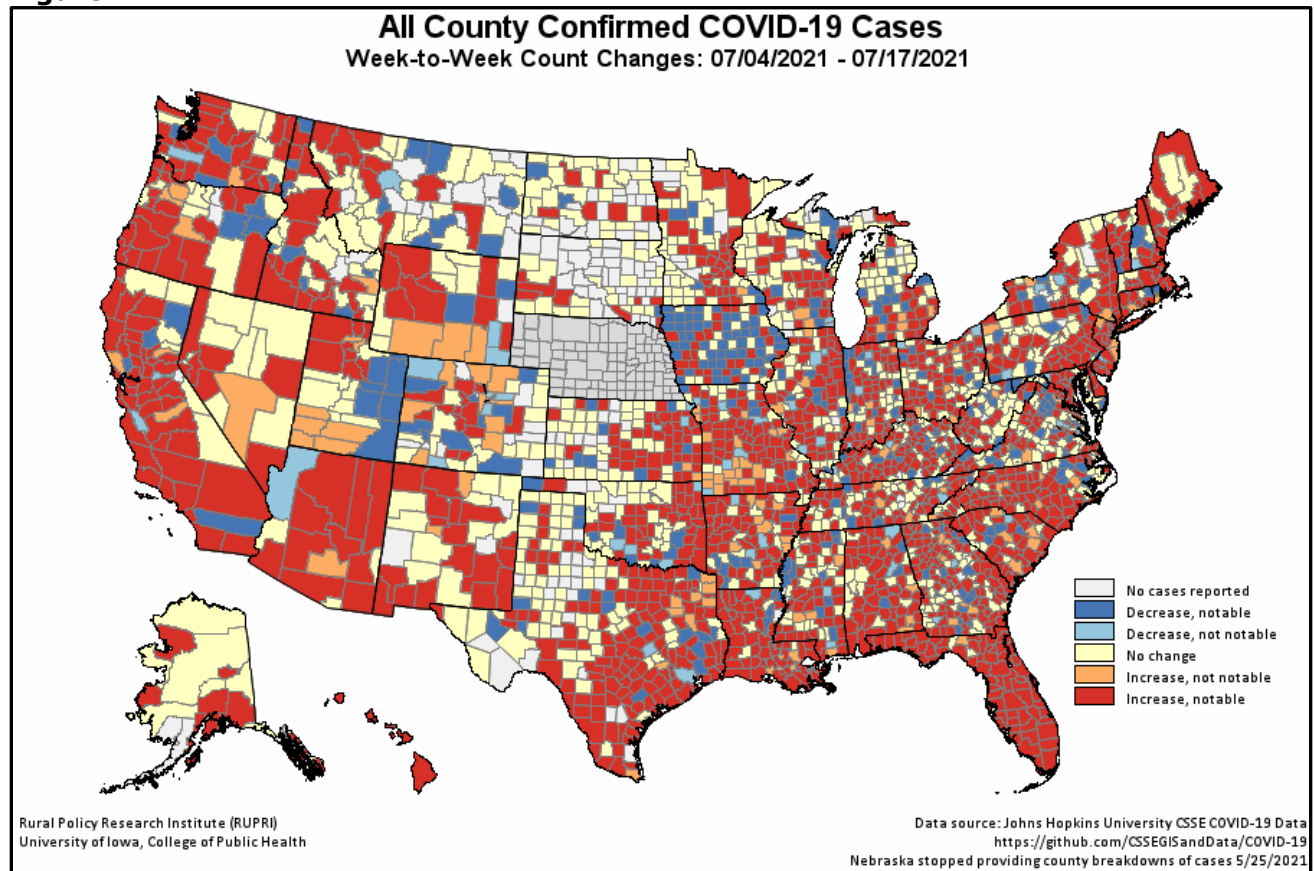 All County Confirmed COVID-19 Cases
Week-to-Week Count Changes: 07/04/2021 - 07/17/2021
No cases reported
Decrease, notable
Decrease, not notable
No change
Increase, not notable
Increase, notable
Rural Policy Research Institute (RUPRI)
University of Iowa, College of Public Health
Data source: Johns Hopkins University CSSE COVID-19 Data
https://github.com/CSSEGISandData/COVID-19
Nebraska stopped providing county breakdowns of cases 5/25/2021